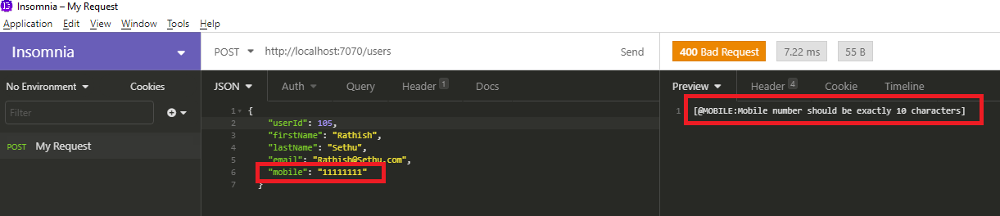 Insomnia – My Request
Application Edit View Window Tools Help
Insomnia
POST http://localhost:7070/users Send
400 Bad Request 7.22 ms 55 B
No Environment Cookies
JSON Auth Query Header 1 Docs
Preview Header 4 Cookie Timeline
Filter
POST My Request
1 {
2 "userId": 105,
3 "firstName": "Rathish",
4 "lastName": "Sethu",
5 "email": "Rathish@Sethu.com",
6 "mobile": "11111111"
7 }
1 [@MOBILE:Mobile number should be exactly 10 characters]